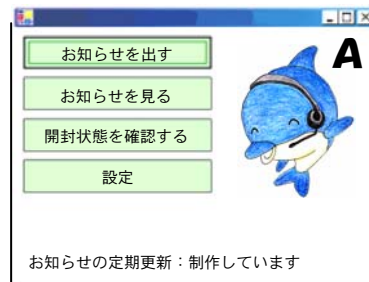 A
お知らせを出す
お知らせを見る
開封状態を確認する
設定
お知らせの定期更新：制作しています